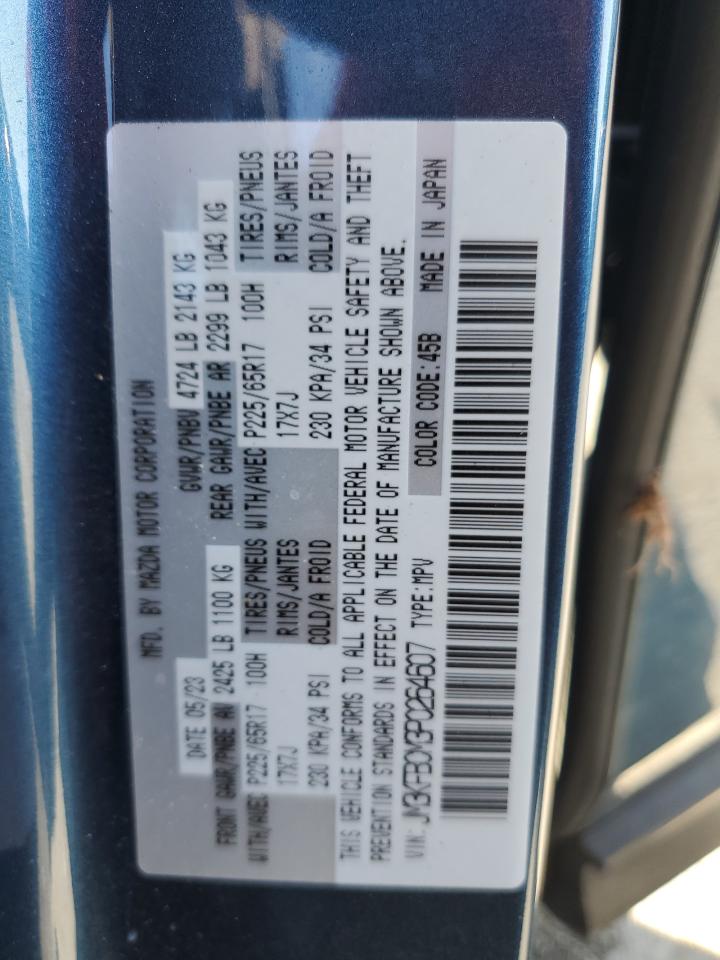 MFD. BY MAZDA MOTOR CORPORATION
DATE 05/23 GVWR/PNBV 4724 LB 2143 KG
FRONT GAWR/PNBE AV 2425 LB 1100 KG REAR GAWR/PNBE AR 2299 LB 1043 KG
WITH/AVEC P225/65R17 100H TIRES/PNEUS WITH/AVEC P225/65R17 100H TIRES/PNEUS
17X7J RIMS/JANTES 17X7J RIMS/JANTES
230 KPA/34 PSI COLD/A FROID 230 KPA/34 PSI COLD/A FROID
THIS VEHICLE CONFORMS TO ALL APPLICABLE FEDERAL MOTOR VEHICLE SAFETY AND THEFT
PREVENTION STANDARDS IN EFFECT ON THE DATE OF MANUFACTURE SHOWN ABOVE.
VIN: JM3KFBCM3P0264607 TYPE:MPV COLOR CODE:45B MADE IN JAPAN